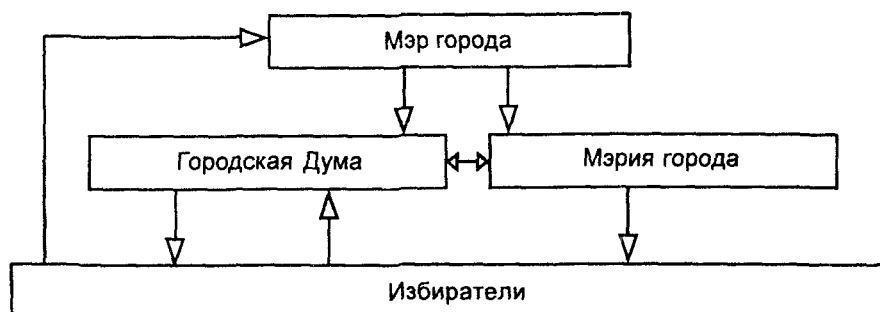 Мэр города
Городская Дума
Мэрия города
Избиратели